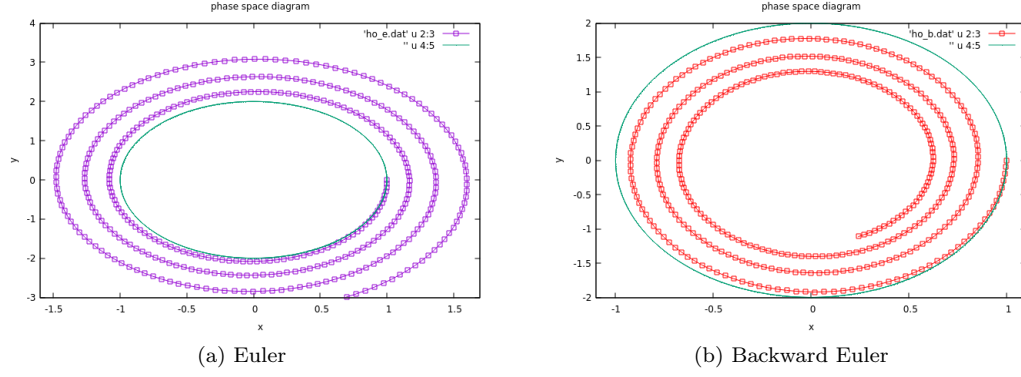 phase space diagram
'ho_e.dat' u 2:3
'' u 4:5
4
3
2
1
0
-1
-2
-3
y
-1.5 -1 -0.5 0 0.5 1 1.5
x
(a) Euler
phase space diagram
'ho_b.dat' u 2:3
'' u 4:5
2
1.5
1
0.5
0
-0.5
-1
-1.5
-2
y
-1 -0.5 0 0.5 1
x
(b) Backward Euler